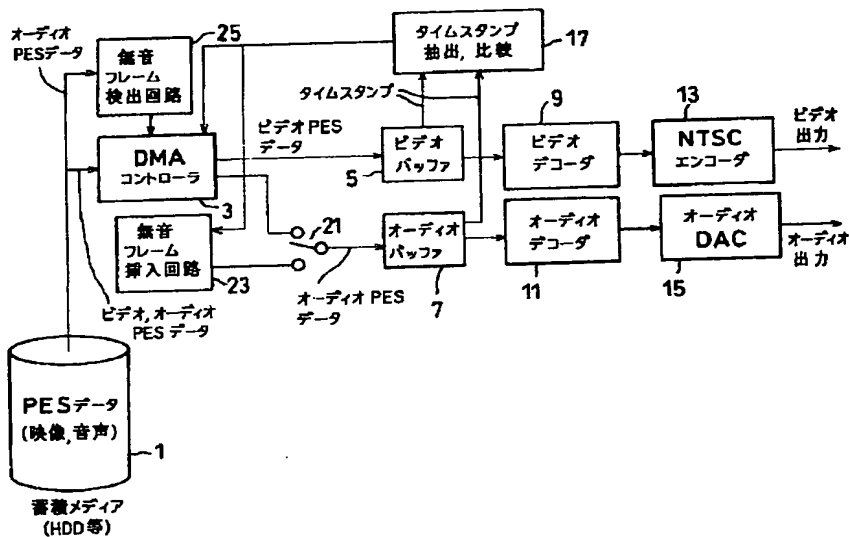 オーディオ
PESデータ
25
無音
フレーム
検出回路
タイムスタンプ
抽出,比較
17
タイムスタンプ
DMA
コントローラ
3
ビデオPES
データ
ビデオ
バッファ
5
9
ビデオ
デコーダ
13
NTSC
エンコーダ
ビデオ
出力
無音
フレーム
挿入回路
23
21
オーディオPES
データ
オーディオ
バッファ
7
オーディオ
デコーダ
11
オーディオ
DAC
15
オーディオ
出力
ビデオ,オーディオ
PESデータ
PESデータ
(映像,音声)
1
蓄積メディア
(HDD等)